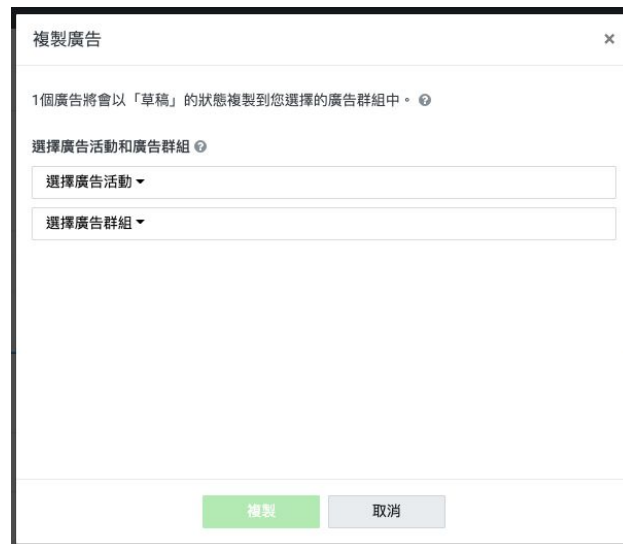 複製廣告
1個廣告將會以「草稿」的狀態複製到您選擇的廣告群組中。
選擇廣告活動和廣告群組
選擇廣告活動
選擇廣告群組
複製
取消